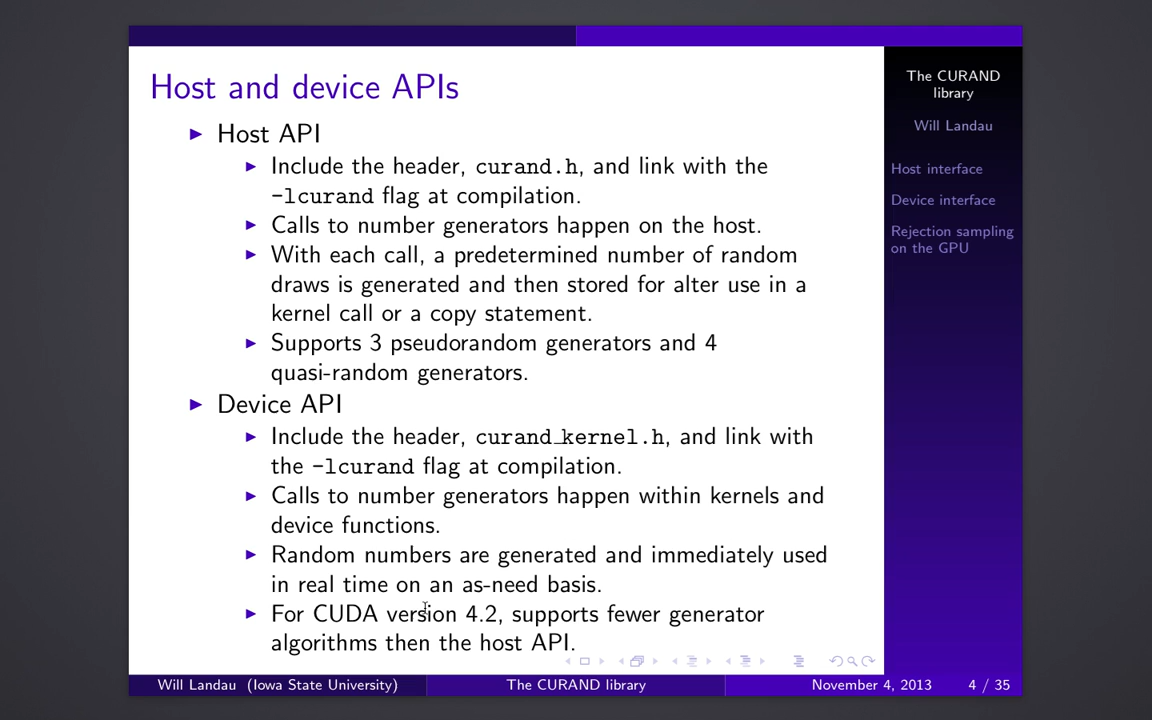 Host and device APIs
Host API
Include the header, curand.h, and link with the
-lcurand flag at compilation.
Calls to number generators happen on the host.
With each call, a predetermined number of random
draws is generated and then stored for alter use in a
kernel call or a copy statement.
Supports 3 pseudorandom generators and 4
quasi-random generators.
Device API
Include the header, curand_kernel.h, and link with
the -lcurand flag at compilation.
Calls to number generators happen within kernels and
device functions.
Random numbers are generated and immediately used
in real time on an as-need basis.
For CUDA version 4.2, supports fewer generator
algorithms then the host API.
The CURAND
library
Will Landau
Host interface
Device interface
Rejection sampling
on the GPU
Will Landau (Iowa State University)
The CURAND library
November 4, 2013
4 / 35